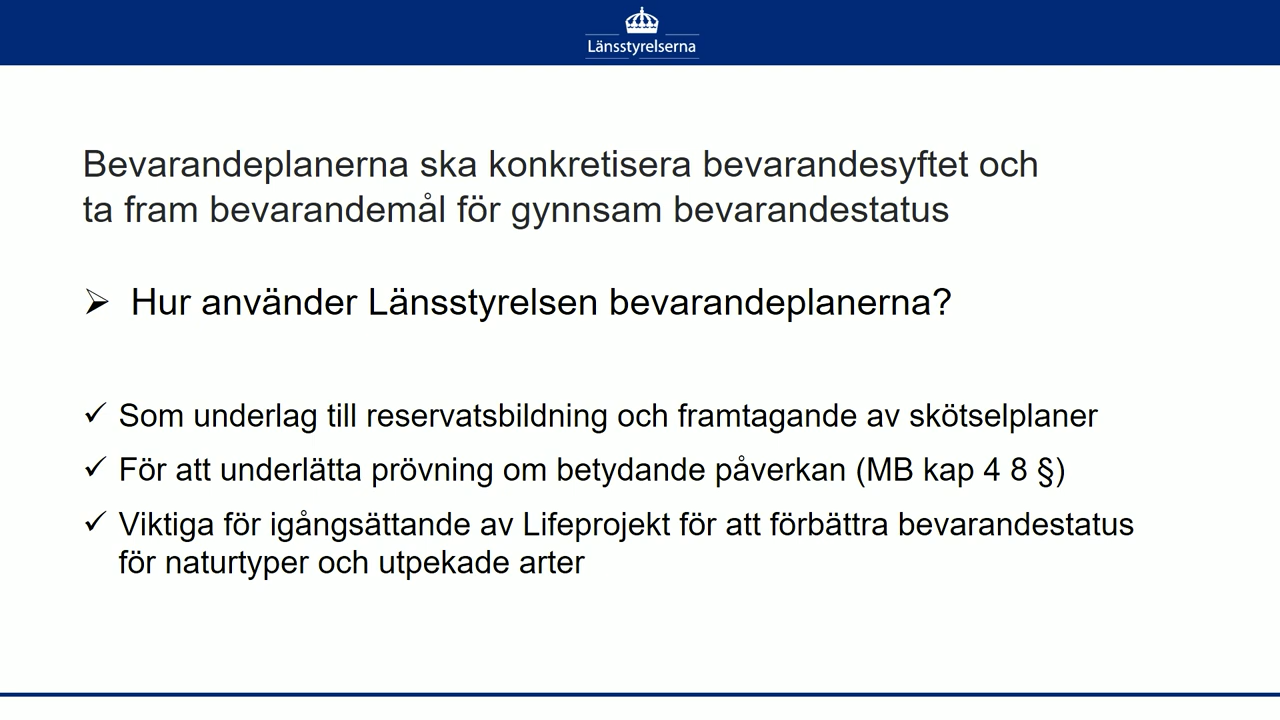 Länsstyrelserna
Bevarandeplanerna ska konkretisera bevarandesyftet och
ta fram bevarandemål för gynnsam bevarandestatus
➢ Hur använder Länsstyrelsen bevarandeplanerna?
✓ Som underlag till reservatsbildning och framtagande av skötselplaner
✓ För att underlätta prövning om betydande påverkan (MB kap 4 8 §)
✓ Viktiga för igångsättande av Lifeprojekt för att förbättra bevarandestatus
för naturtyper och utpekade arter